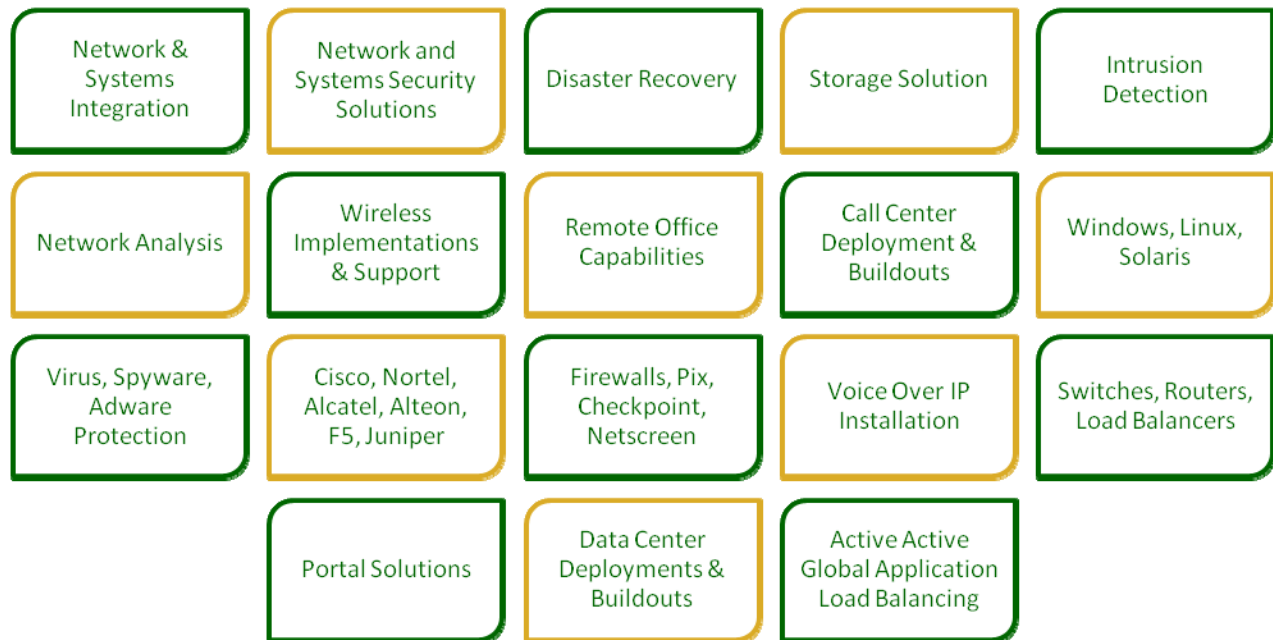 Network &
Systems
Integration
Network and
Systems Security
Solutions
Disaster Recovery
Storage Solution
Intrusion
Detection
Network Analysis
Wireless
Implementations
& Support
Remote Office
Capabilities
Call Center
Deployment &
Buildouts
Windows, Linux,
Solaris
Virus, Spyware,
Adware
Protection
Cisco, Nortel,
Alcatel, Alteon,
F5, Juniper
Firewalls, Pix,
Checkpoint,
Netscreen
Voice Over IP
Installation
Switches, Routers,
Load Balancers
Portal Solutions
Data Center
Deployments &
Buildouts
Active Active
Global Application
Load Balancing